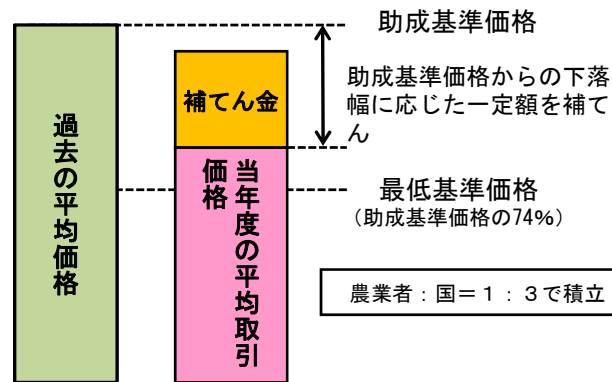 助成基準価格
助成基準価格からの下落
幅に応じた一定額を補て
ん
補てん金
過去の平均価格
当年度の平均取引
価格
最低基準価格
（助成基準価格の74%）
農業者：国＝１：３で積立